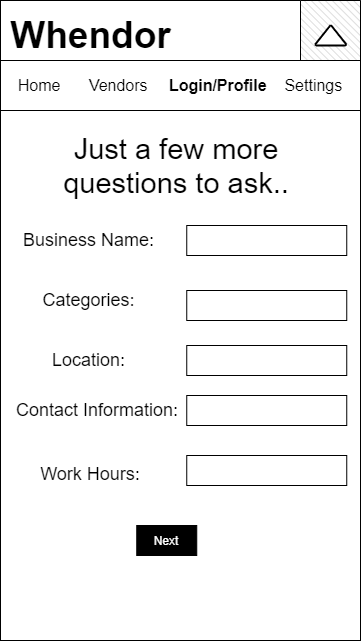 Whendor
Home Vendors Login/Profile Settings
Just a few more
questions to ask..
Business Name:
Categories:
Location:
Contact Information:
Work Hours:
Next